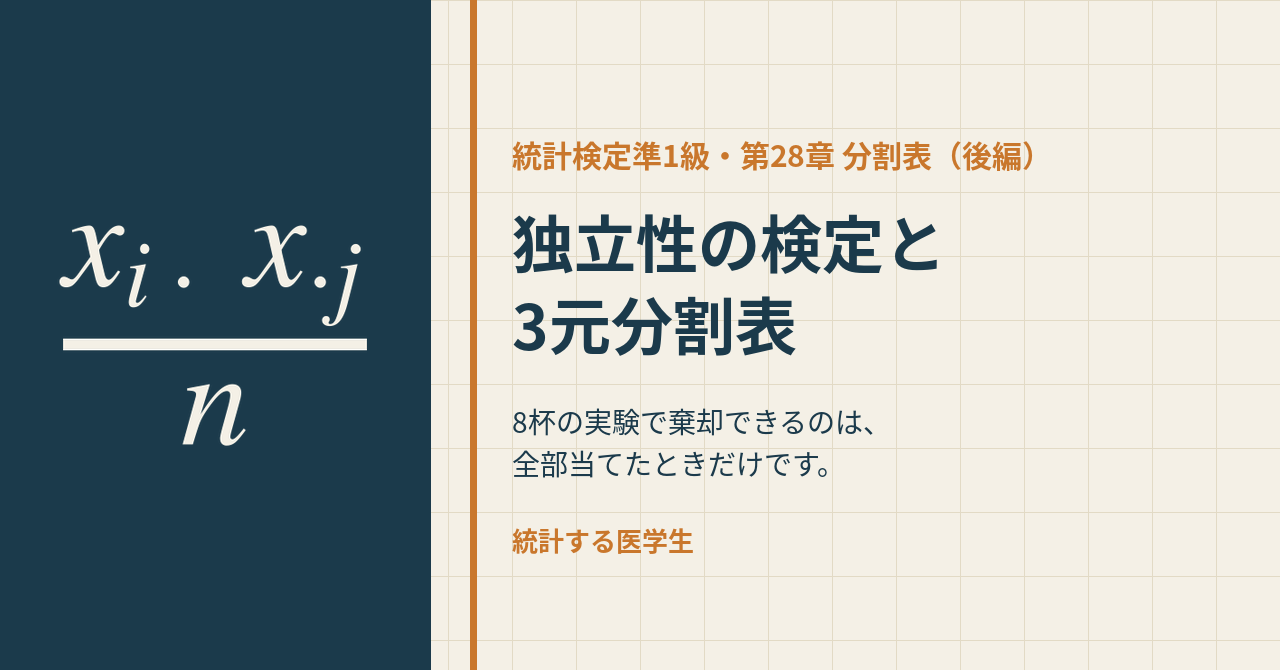 x_{i·} x_{·j}
n
統計検定準1級・第28章 分割表（後編）
独立性の検定と
3元分割表
8杯の実験で棄却できるのは、
全部当てたときだけです。
統計する医学生